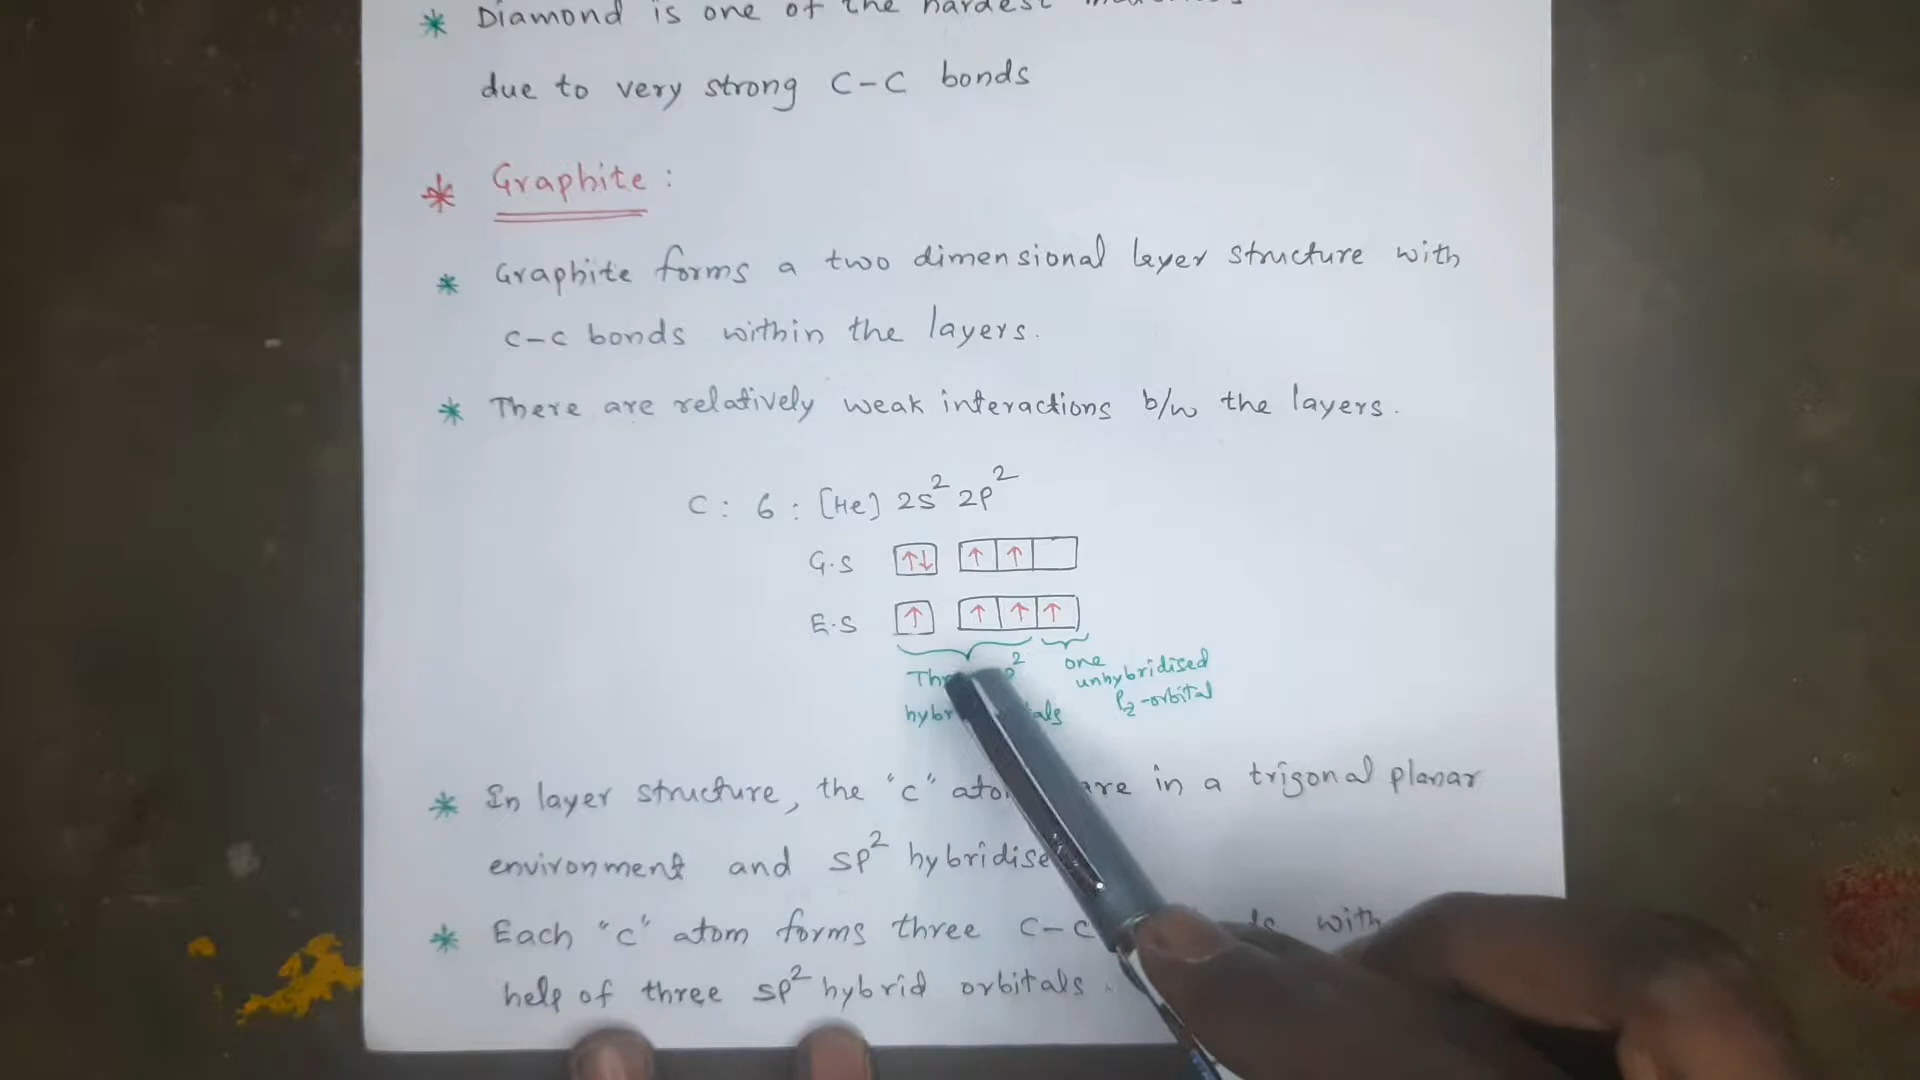 * Diamond is one of the hardest
due to very strong C-C bonds
* Graphite :
* Graphite forms a two dimensional layer structure with
C-C bonds within the layers.
* There are relatively weak interactions b/w the layers.
C : 6 : [He] 2s² 2p²
G.S ↑↓ ↑ ↑
E.S ↑ ↑ ↑ ↑
one
unhybridised
Pz-orbital
* In layer structure, the "C" are in a trigonal planar
environment and sp²
* Each "C" atom forms three C-C with
help of three sp² hybrid orbitals